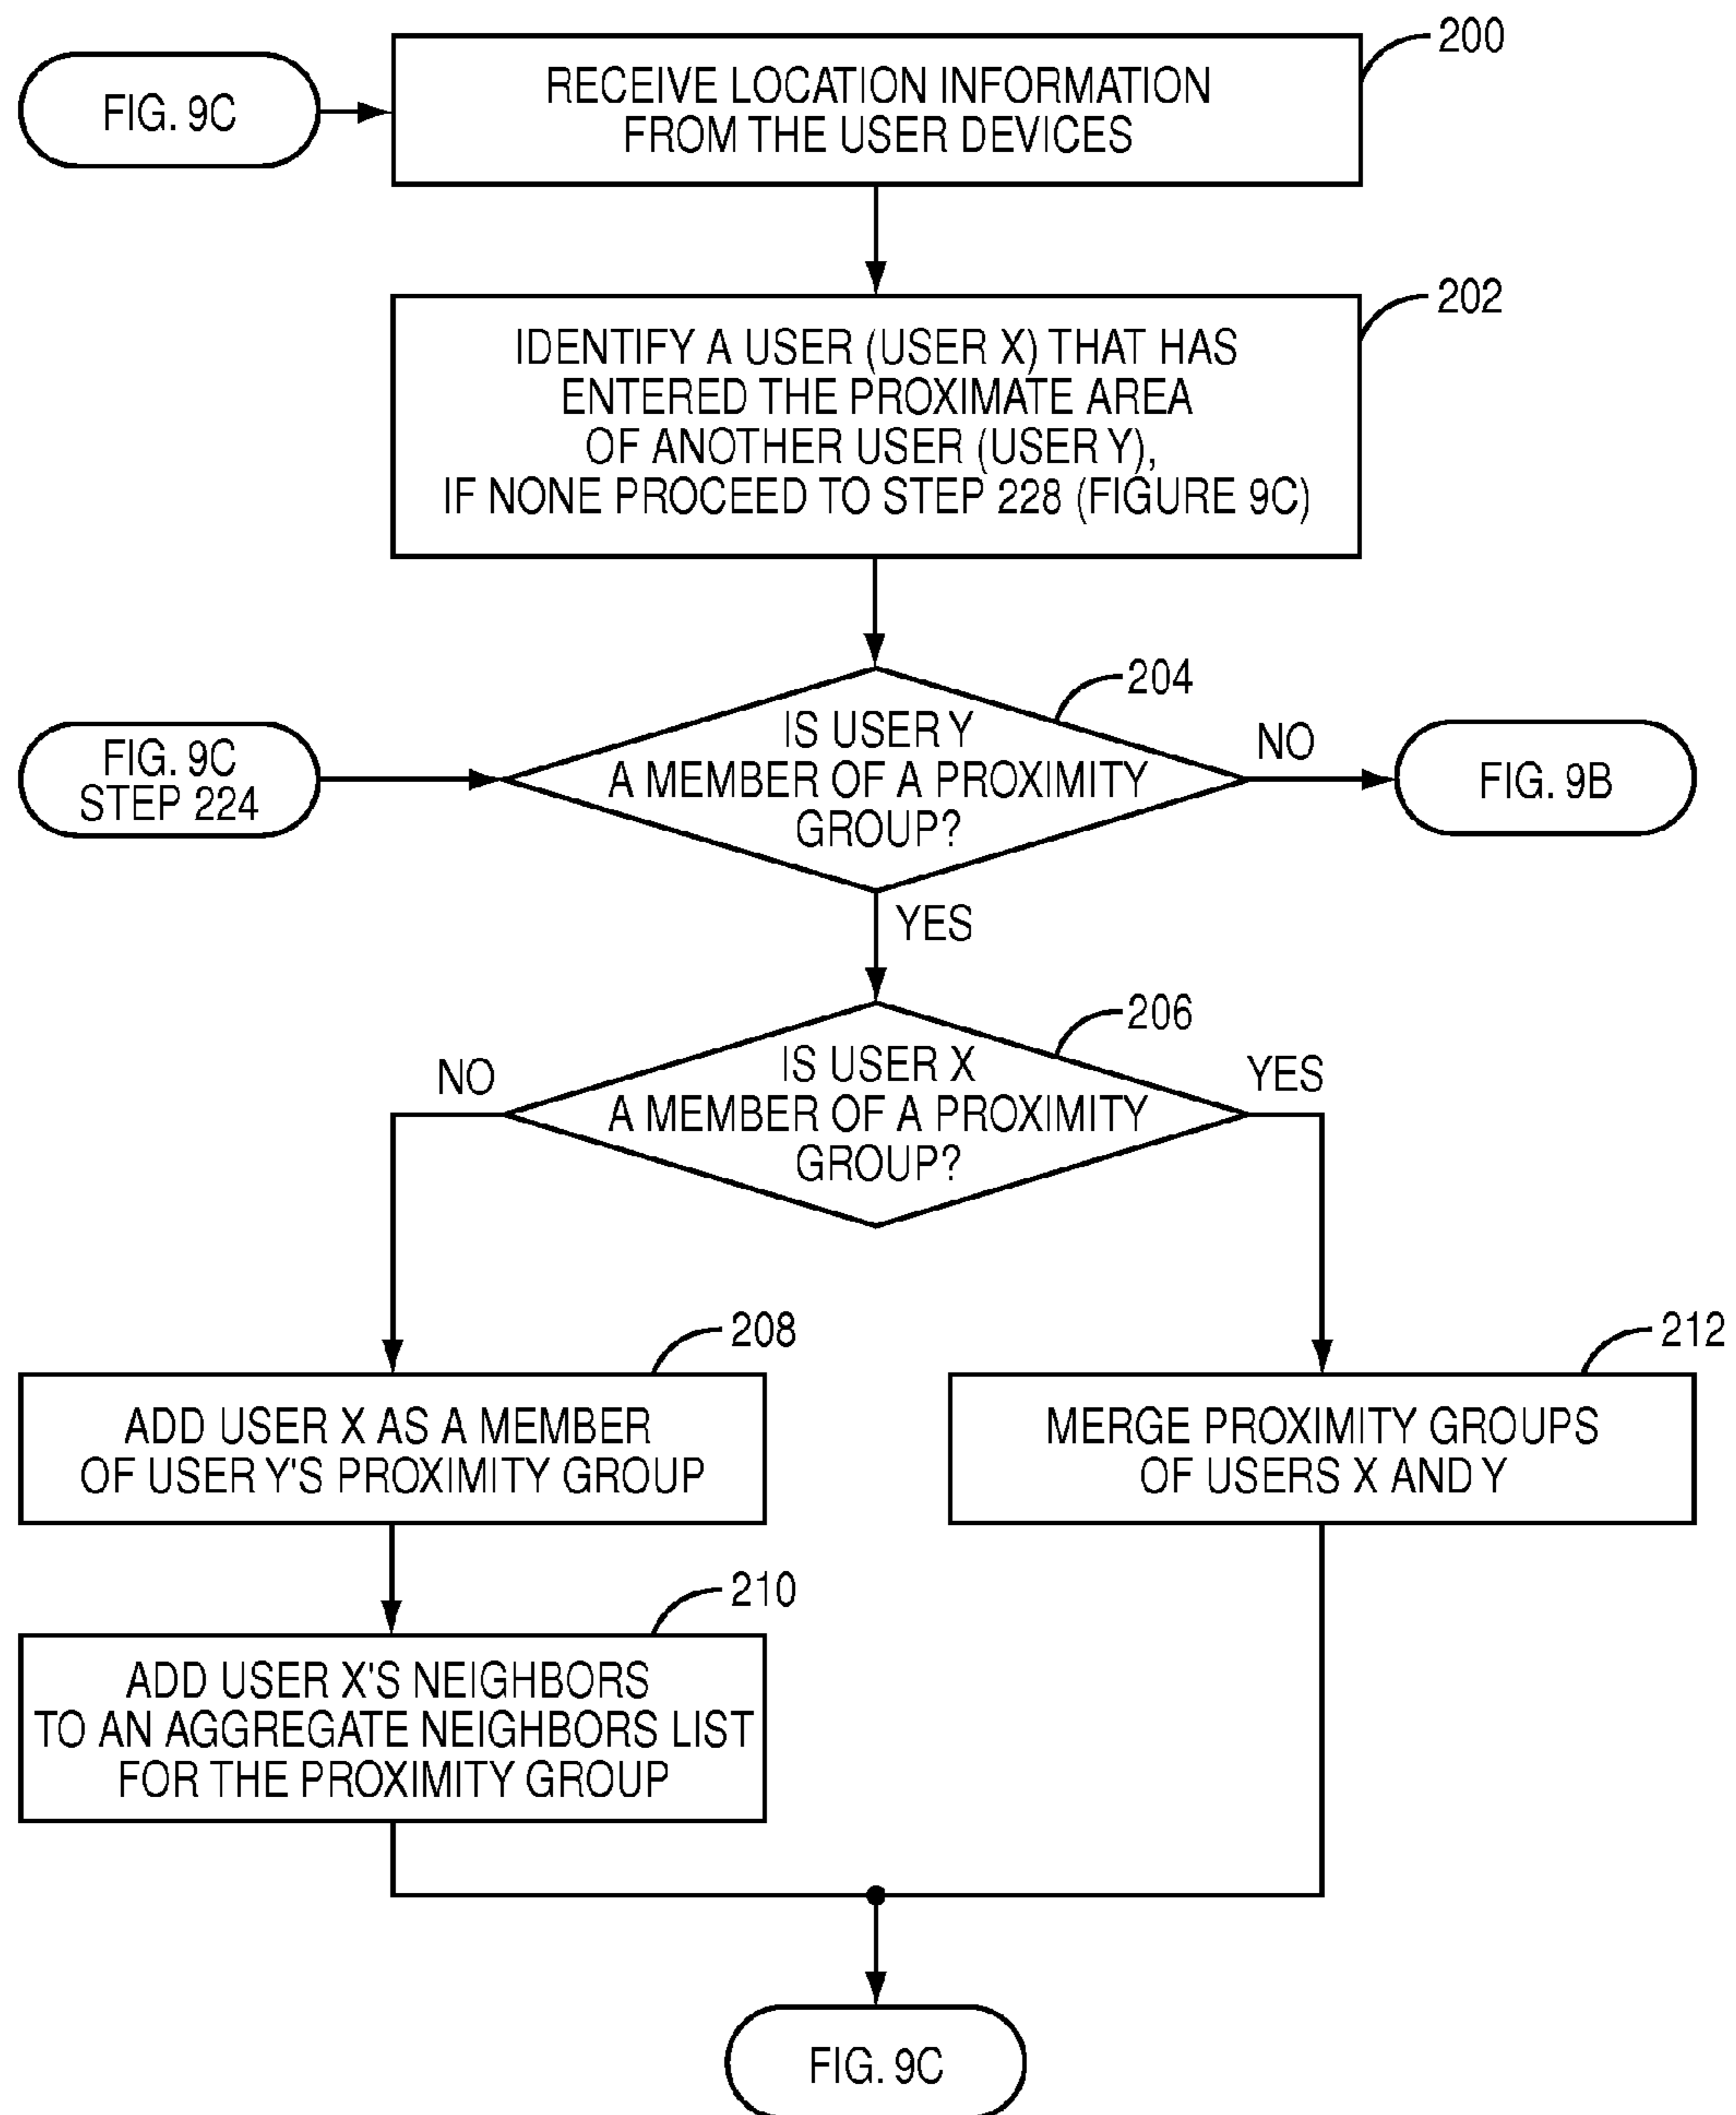 200
FIG. 9C
RECEIVE LOCATION INFORMATION
FROM THE USER DEVICES
202
IDENTIFY A USER (USER X) THAT HAS
ENTERED THE PROXIMATE AREA
OF ANOTHER USER (USER Y),
IF NONE PROCEED TO STEP 228 (FIGURE 9C)
204
FIG. 9C
STEP 224
IS USER Y
A MEMBER OF A PROXIMITY
GROUP?
NO
FIG. 9B
YES
206
IS USER X
A MEMBER OF A PROXIMITY
GROUP?
NO
YES
208
ADD USER X AS A MEMBER
OF USER Y'S PROXIMITY GROUP
212
MERGE PROXIMITY GROUPS
OF USERS X AND Y
210
ADD USER X'S NEIGHBORS
TO AN AGGREGATE NEIGHBORS LIST
FOR THE PROXIMITY GROUP
FIG. 9C